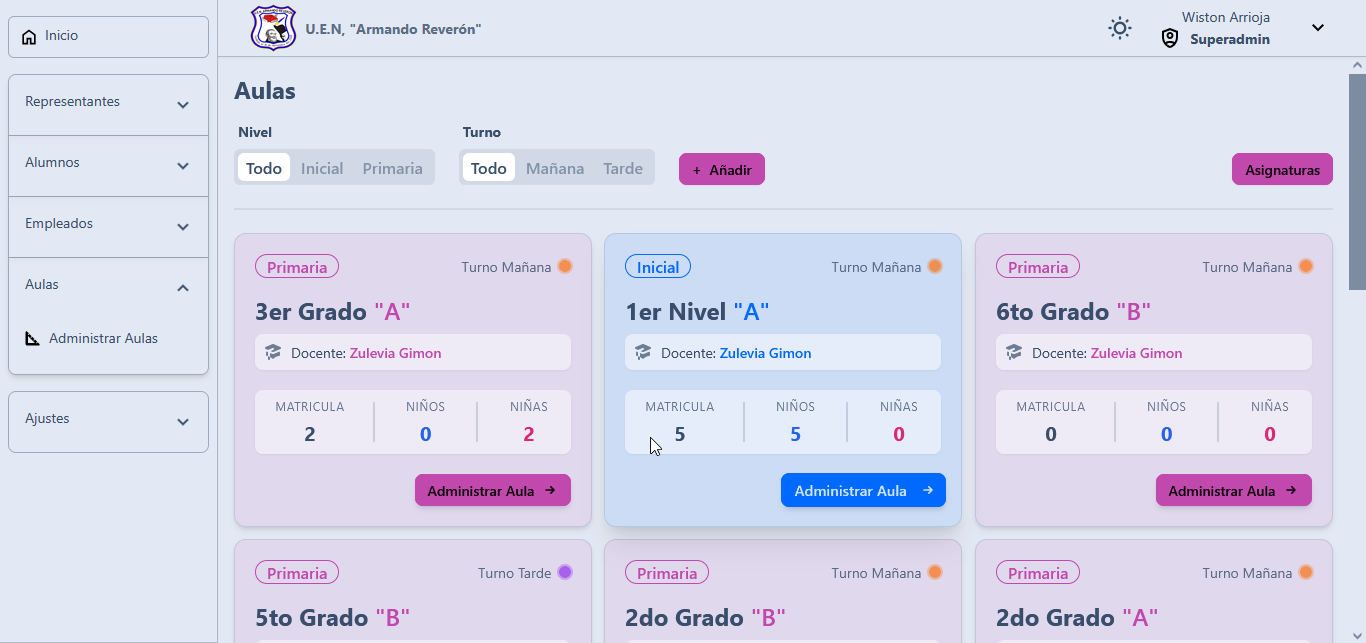 Inicio
Representantes
Alumnos
Empleados
Aulas
Administrar Aulas
Ajustes
U.E.N, "Armando Reverón"
Wiston Arrioja
Superadmin
Aulas
Nivel
Todo Inicial Primaria
Turno
Todo Mañana Tarde
+ Añadir
Asignaturas
Primaria Turno Mañana
3er Grado "A"
Docente: Zulevia Gimon
MATRICULA NIÑOS NIÑAS
2 0 2
Administrar Aula →
Inicial Turno Mañana
1er Nivel "A"
Docente: Zulevia Gimon
MATRICULA NIÑOS NIÑAS
5 5 0
Administrar Aula →
Primaria Turno Mañana
6to Grado "B"
Docente: Zulevia Gimon
MATRICULA NIÑOS NIÑAS
0 0 0
Administrar Aula →
Primaria Turno Tarde
5to Grado "B"
Primaria Turno Mañana
2do Grado "B"
Primaria Turno Mañana
2do Grado "A"